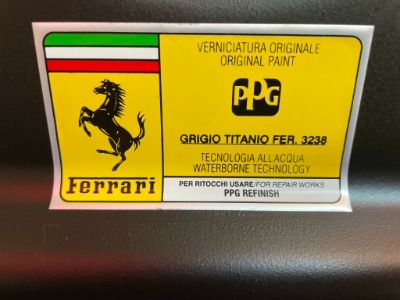 VERNICIATURA ORIGINALE
ORIGINAL PAINT
PPG
GRIGIO TITANIO FER. 3238
TECNOLOGIA ALL'ACQUA
WATERBORNE TECHNOLOGY
Ferrari
PER RITOCCHI USARE/FOR REPAIR WORKS
PPG REFINISH